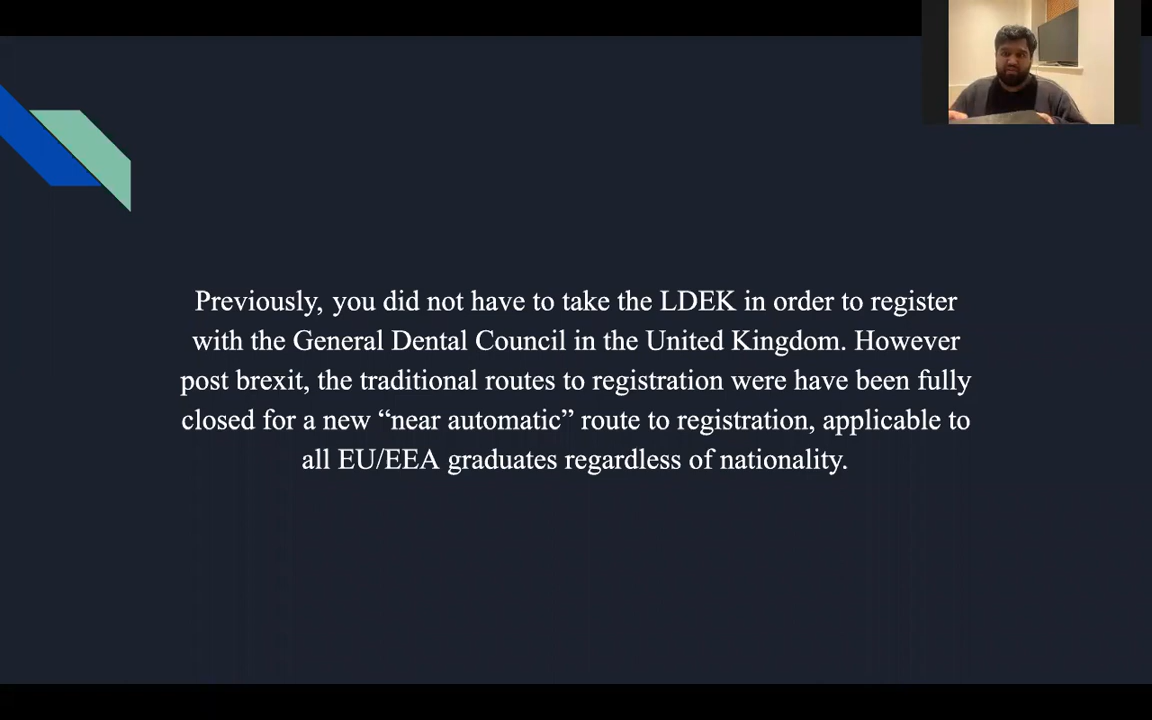 Previously, you did not have to take the LDEK in order to register
with the General Dental Council in the United Kingdom. However
post brexit, the traditional routes to registration were have been fully
closed for a new “near automatic” route to registration, applicable to
all EU/EEA graduates regardless of nationality.